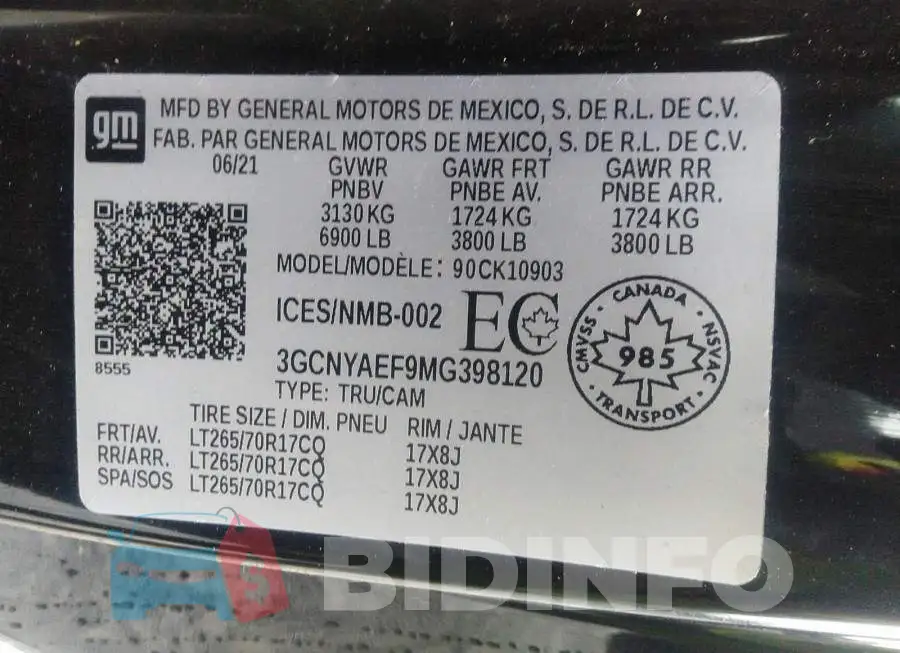 gm
MFD BY GENERAL MOTORS DE MEXICO, S. DE R.L. DE C.V.
FAB. PAR GENERAL MOTORS DE MEXICO, S. DE R.L. DE C.V.
06/21 GVWR GAWR FRT GAWR RR
PNBV PNBE AV. PNBE ARR.
3130 KG 1724 KG 1724 KG
6900 LB 3800 LB 3800 LB
MODEL/MODÈLE: 90CK10903
ICES/NMB-002 EC
CANADA
CMVSS 985 NSVAC
TRANSPORT
8555
3GCNYAEF9MG398120
TYPE: TRU/CAM
TIRE SIZE / DIM. PNEU RIM / JANTE
FRT/AV. LT265/70R17CQ 17X8J
RR/ARR. LT265/70R17CQ 17X8J
SPA/SOS LT265/70R17CQ 17X8J
$ BIDINFO